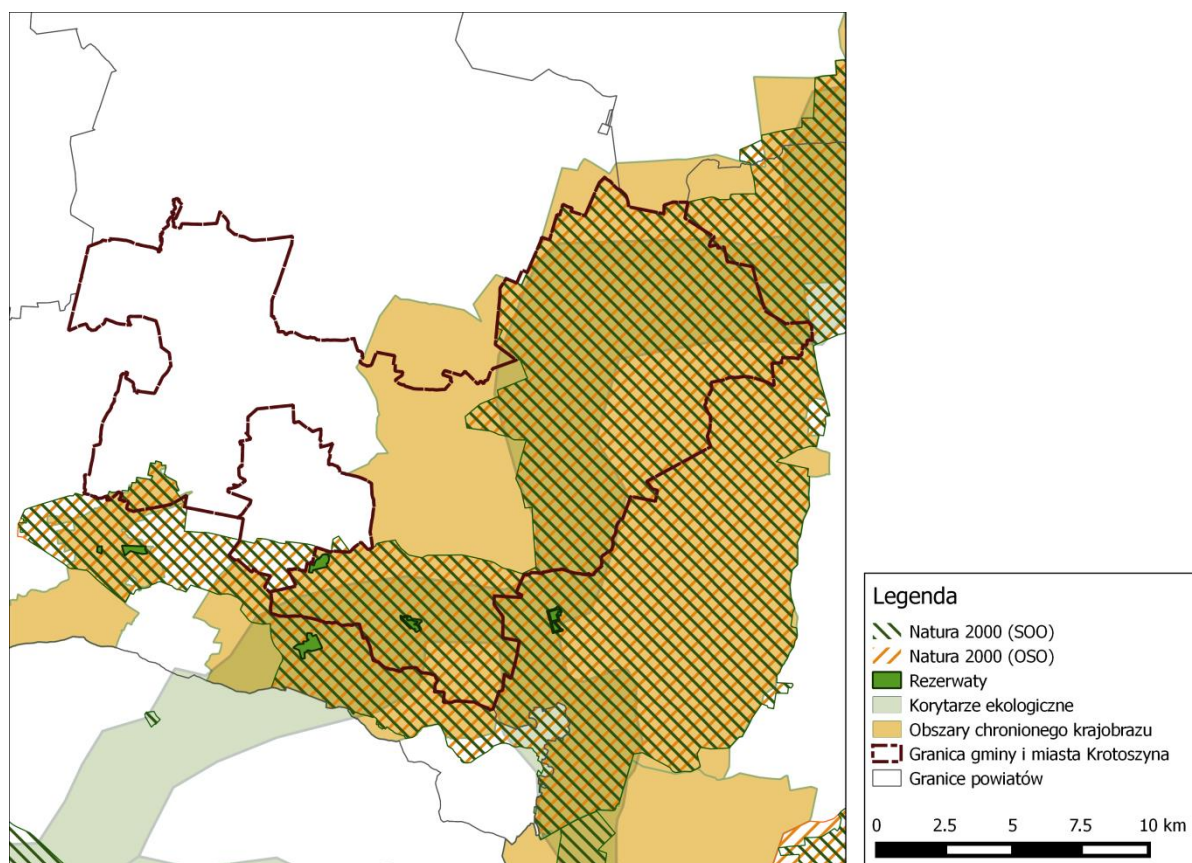 Legenda
Natura 2000 (SOO)
Natura 2000 (OSO)
Rezerwaty
Korytarze ekologiczne
Obszary chronionego krajobrazu
Granica gminy i miasta Krotoszyna
Granice powiatów
0 2.5 5 7.5 10 km